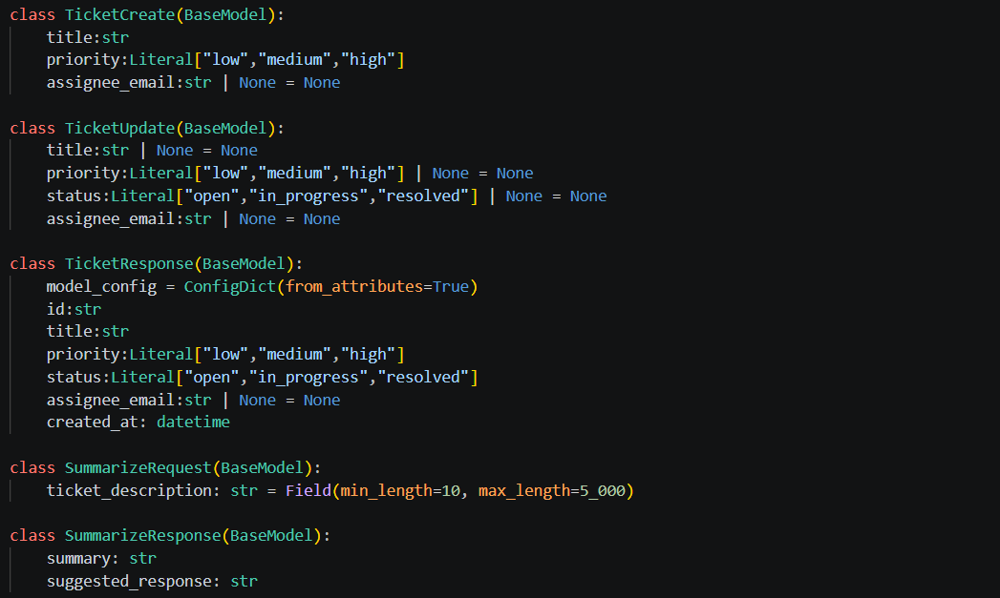 class TicketCreate(BaseModel):
    title:str
    priority:Literal["low","medium","high"]
    assignee_email:str | None = None

class TicketUpdate(BaseModel):
    title:str | None = None
    priority:Literal["low","medium","high"] | None = None
    status:Literal["open","in_progress","resolved"] | None = None
    assignee_email:str | None = None

class TicketResponse(BaseModel):
    model_config = ConfigDict(from_attributes=True)
    id:str
    title:str
    priority:Literal["low","medium","high"]
    status:Literal["open","in_progress","resolved"]
    assignee_email:str | None = None
    created_at: datetime

class SummarizeRequest(BaseModel):
    ticket_description: str = Field(min_length=10, max_length=5_000)

class SummarizeResponse(BaseModel):
    summary: str
    suggested_response: str